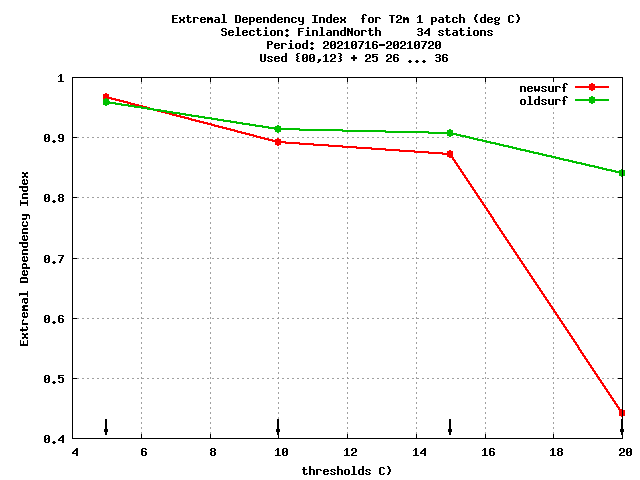 Extremal Dependency Index  for T2m 1 patch (deg C)
Selection: FinlandNorth     34 stations
Period: 20210716-20210720
Used {00,12} + 25 26 ... 36
newsurf
oldsurf
1
0.9
0.8
0.7
0.6
0.5
0.4
Extremal Dependency Index
4 6 8 10 12 14 16 18 20
thresholds C)